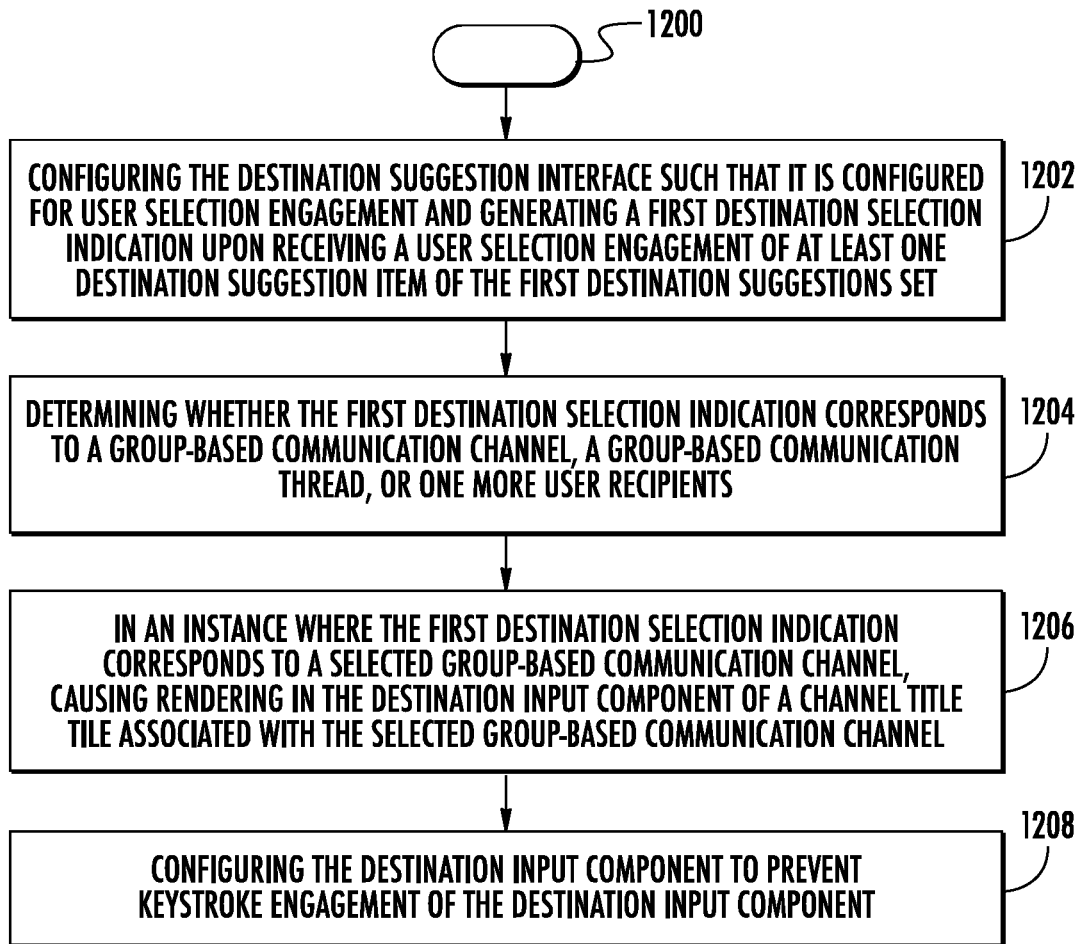 1200
CONFIGURING THE DESTINATION SUGGESTION INTERFACE SUCH THAT IT IS CONFIGURED
FOR USER SELECTION ENGAGEMENT AND GENERATING A FIRST DESTINATION SELECTION
INDICATION UPON RECEIVING A USER SELECTION ENGAGEMENT OF AT LEAST ONE
DESTINATION SUGGESTION ITEM OF THE FIRST DESTINATION SUGGESTIONS SET
1202
DETERMINING WHETHER THE FIRST DESTINATION SELECTION INDICATION CORRESPONDS
TO A GROUP-BASED COMMUNICATION CHANNEL, A GROUP-BASED COMMUNICATION
THREAD, OR ONE MORE USER RECIPIENTS
1204
IN AN INSTANCE WHERE THE FIRST DESTINATION SELECTION INDICATION
CORRESPONDS TO A SELECTED GROUP-BASED COMMUNICATION CHANNEL,
CAUSING RENDERING IN THE DESTINATION INPUT COMPONENT OF A CHANNEL TITLE
TILE ASSOCIATED WITH THE SELECTED GROUP-BASED COMMUNICATION CHANNEL
1206
CONFIGURING THE DESTINATION INPUT COMPONENT TO PREVENT
KEYSTROKE ENGAGEMENT OF THE DESTINATION INPUT COMPONENT
1208